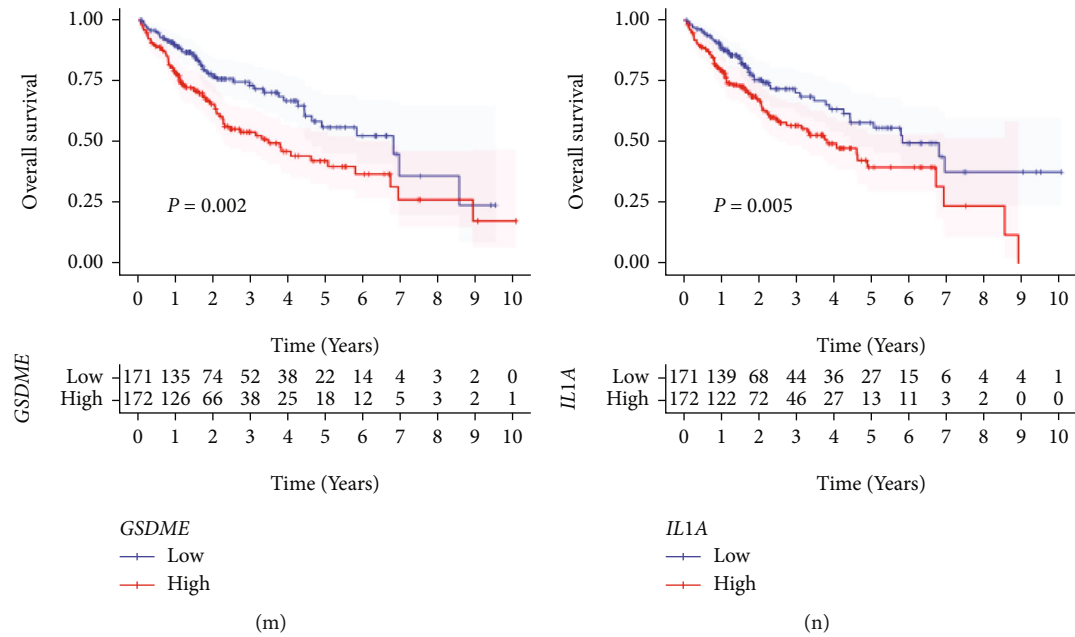 1.00
0.75
0.50
0.25
0.00
Overall survival
P = 0.002
0 1 2 3 4 5 6 7 8 9 10
Time (Years)
GSDME
Low 171 135 74 52 38 22 14 4 3 2 0
High 172 126 66 38 25 18 12 5 3 2 1
0 1 2 3 4 5 6 7 8 9 10
Time (Years)
GSDME
Low
High
(m)
1.00
0.75
0.50
0.25
0.00
Overall survival
P = 0.005
0 1 2 3 4 5 6 7 8 9 10
Time (Years)
IL1A
Low 171 139 68 44 36 27 15 6 4 4 1
High 172 122 72 46 27 13 11 3 2 0 0
0 1 2 3 4 5 6 7 8 9 10
Time (Years)
IL1A
Low
High
(n)